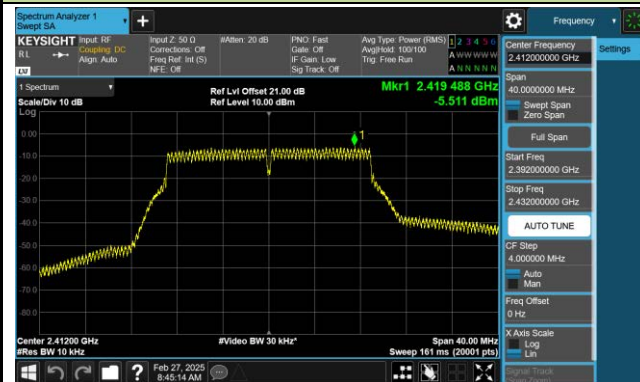 Spectrum Analyzer 1
Swept SA
Frequency
KEYSIGHT
RL
Input: RF
Coupling: DC
Align: Auto
Input Z: 50 Ω
Corrections: Off
Freq Ref: Int (S)
NFE: Off
#Atten: 20 dB
PNO: Fast
Gate: Off
IF Gain: Low
Sig Track: Off
Avg Type: Power (RMS)
Avg|Hold: 100/100
Trig: Free Run
1 2 3 4 5 6
A W W W W W
A N N N N N
1 Spectrum
Scale/Div 10 dB
Log
Ref Lvl Offset 21.00 dB
Ref Level 10.00 dBm
Mkr1 2.419 488 GHz
-5.511 dBm
1
0.00
-10.0
-20.0
-30.0
-40.0
-50.0
-60.0
-70.0
-80.0
Center 2.41200 GHz
#Res BW 10 kHz
#Video BW 30 kHz*
Span 40.00 MHz
Sweep 161 ms (20001 pts)
Feb 27, 2025
8:45:14 AM
Settings
Center Frequency
2.412000000 GHz
Span
40.0000000 MHz
Swept Span
Zero Span
Full Span
Start Freq
2.392000000 GHz
Stop Freq
2.432000000 GHz
AUTO TUNE
CF Step
4.000000 MHz
Auto
Man
Freq Offset
0 Hz
X Axis Scale
Log
Lin
Signal Track
(Span Zoom)